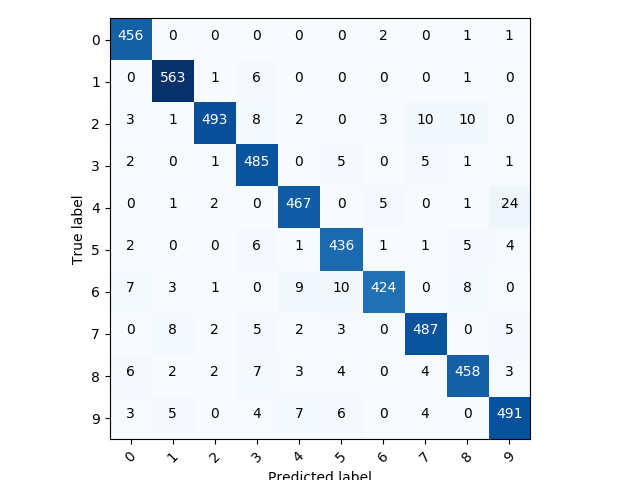 0 456 0 0 0 0 0 2 0 1 1
1 0 563 1 6 0 0 0 0 1 0
2 3 1 493 8 2 0 3 10 10 0
3 2 0 1 485 0 5 0 5 1 1
True label
4 0 1 2 0 467 0 5 0 1 24
5 2 0 0 6 1 436 1 1 5 4
6 7 3 1 0 9 10 424 0 8 0
7 0 8 2 5 2 3 0 487 0 5
8 6 2 2 7 3 4 0 4 458 3
9 3 5 0 4 7 6 0 4 0 491
0 1 2 3 4 5 6 7 8 9
Predicted label